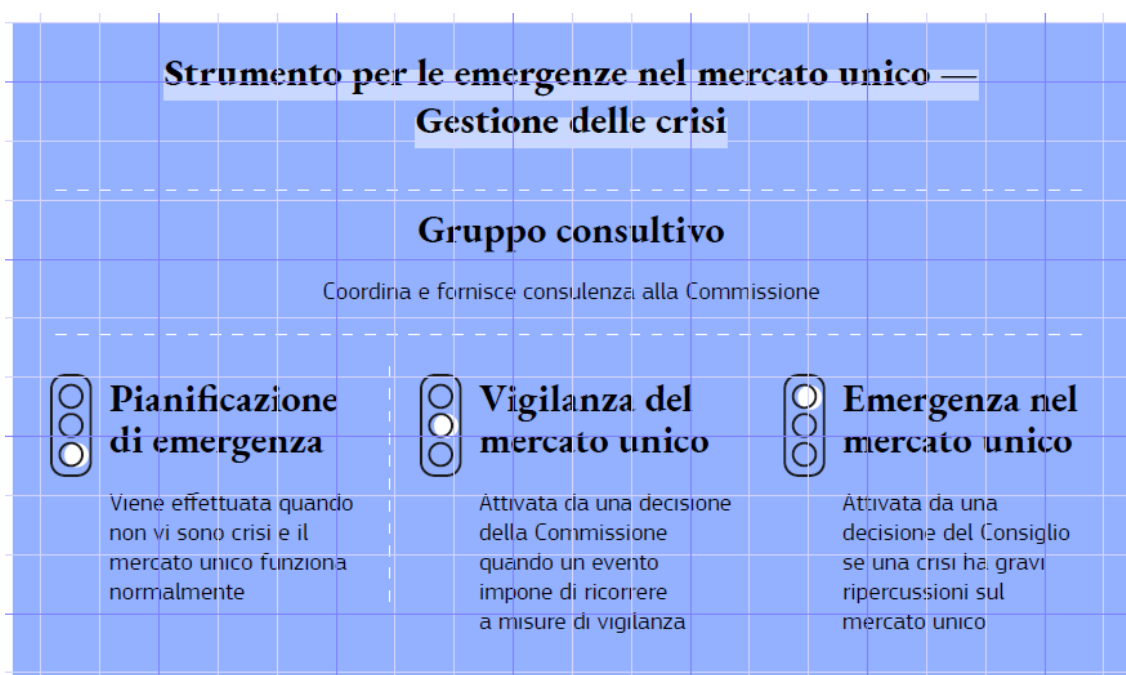 Strumento per le emergenze nel mercato unico —
Gestione delle crisi
Gruppo consultivo
Coordina e fornisce consulenza alla Commissione
Pianificazione
di emergenza
Viene effettuata quando
non vi sono crisi e il
mercato unico funziona
normalmente
Vigilanza del
mercato unico
Attivata da una decisione
della Commissione
quando un evento
impone di ricorrere
a misure di vigilanza
Emergenza nel
mercato unico
Attivata da una
decisione del Consiglio
se una crisi ha gravi
ripercussioni sul
mercato unico